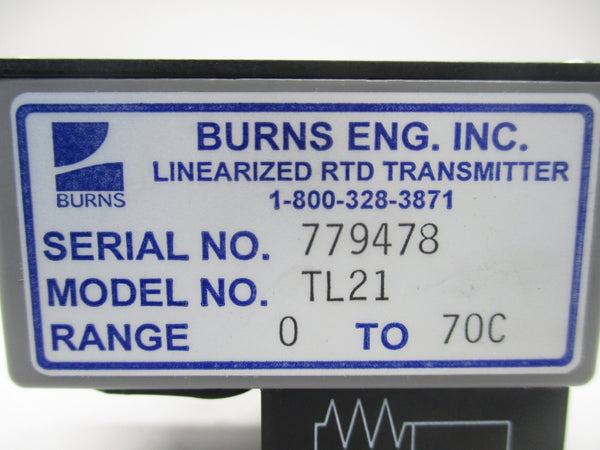 BURNS ENG. INC.
LINEARIZED RTD TRANSMITTER
BURNS
1-800-328-3871
SERIAL NO. 779478
MODEL NO. TL21
RANGE 0 TO 70C